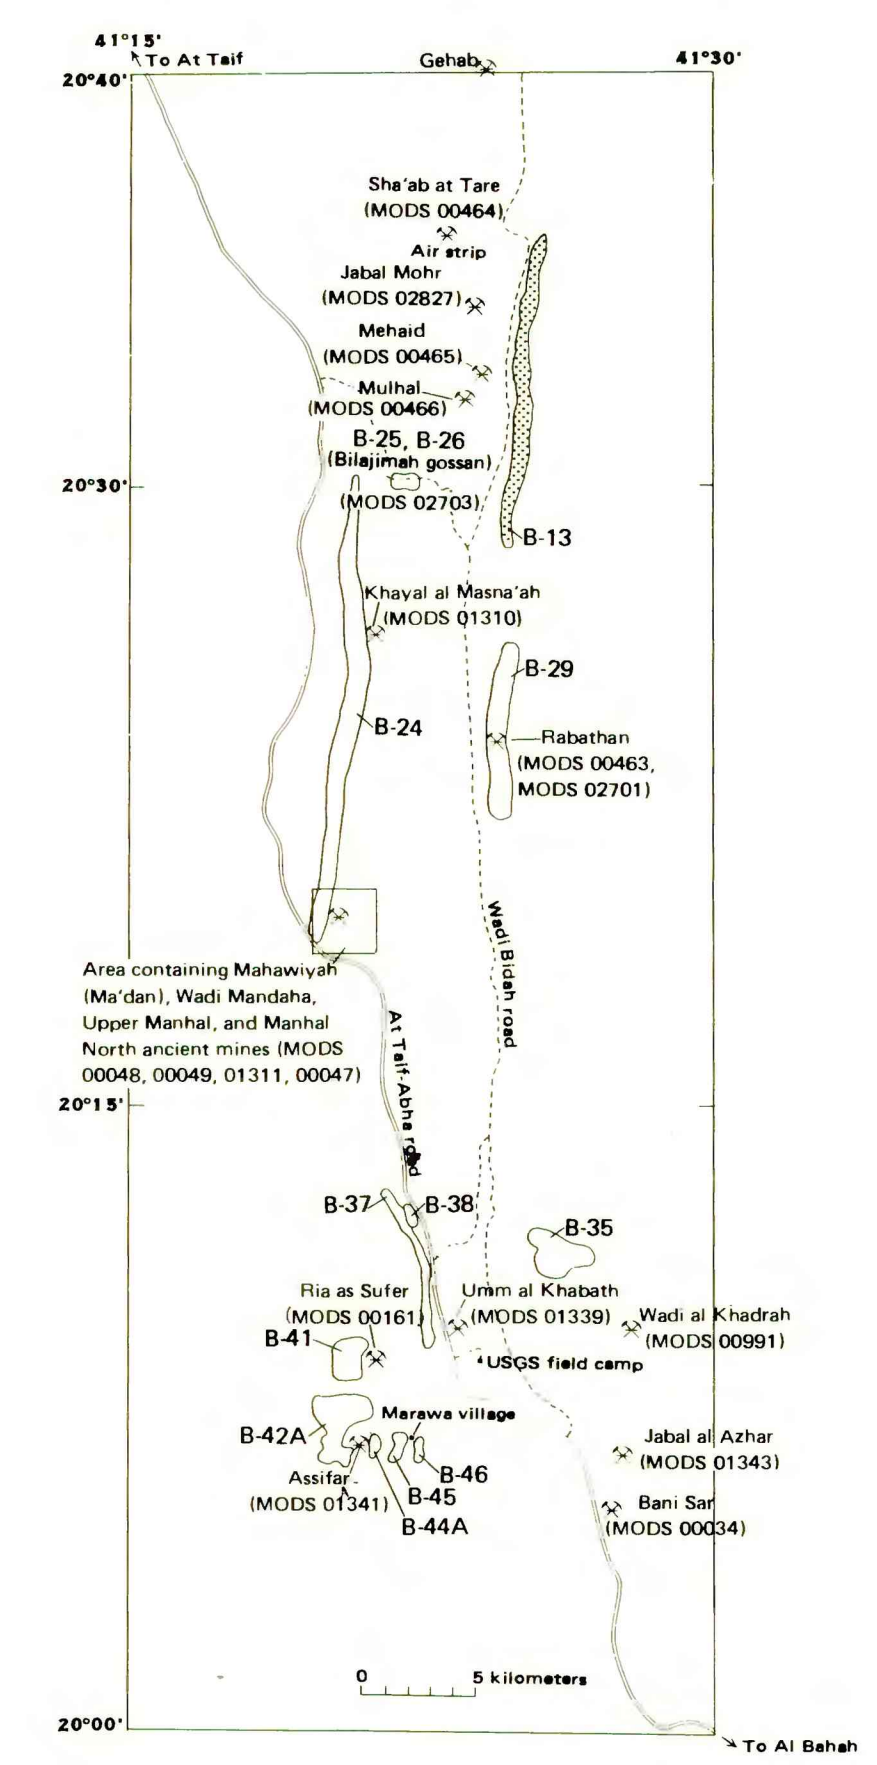 41°15'
To At Taif
Gehab
41°30'
20°40'
Sha'ab at Tare
(MODS 00464)
Air strip
Jabal Mohr
(MODS 02827)
Mehaid
(MODS 00465)
Mulhal
(MODS 00466)
B-25, B-26
(Bilajimah gossan)
20°30'
(MODS 02703)
B-13
Khayal al Masna'ah
(MODS 01310)
B-29
B-24
Rabathan
(MODS 00463,
MODS 02701)
Wadi Bidah road
Area containing Mahawiyah
(Ma'dan), Wadi Mandaha,
Upper Manhal, and Manhal
North ancient mines (MODS
00048, 00049, 01311, 00047)
At Taif-Abha road
20°15'
B-37
B-38
B-35
Ria as Sufer
(MODS 00161)
Umm al Khabath
(MODS 01339)
Wadi al Khadrah
(MODS 00991)
B-41
USGS field camp
Marawa village
B-42A
Jabal al Azhar
(MODS 01343)
Assifar
(MODS 01341)
B-46
B-45
B-44A
Bani Sar
(MODS 00034)
0 5 kilometers
20°00'
To Al Bahah